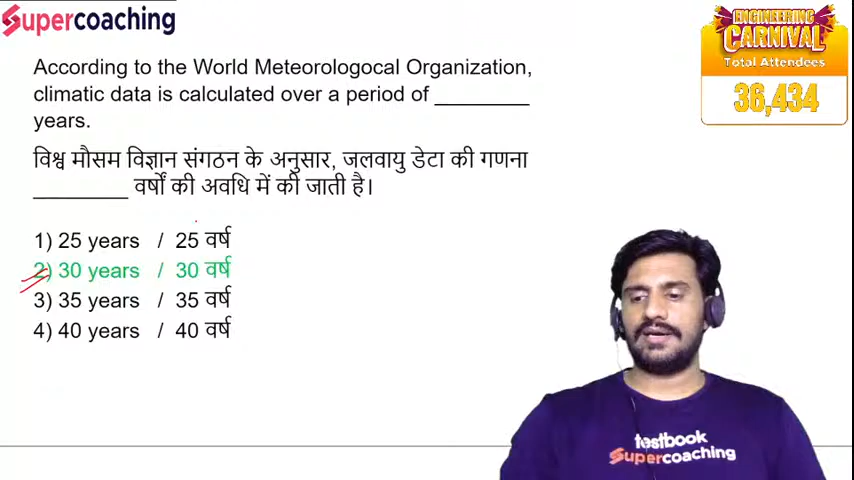 Supercoaching
ENGINEERING
CARNIVAL
Total Attendees
36,434
According to the World Meteorologocal Organization,
climatic data is calculated over a period of ________
years.
विश्व मौसम विज्ञान संगठन के अनुसार, जलवायु डेटा की गणना
________ वर्षों की अवधि में की जाती है।
1) 25 years / 25 वर्ष
2) 30 years / 30 वर्ष
3) 35 years / 35 वर्ष
4) 40 years / 40 वर्ष
testbook
Supercoaching